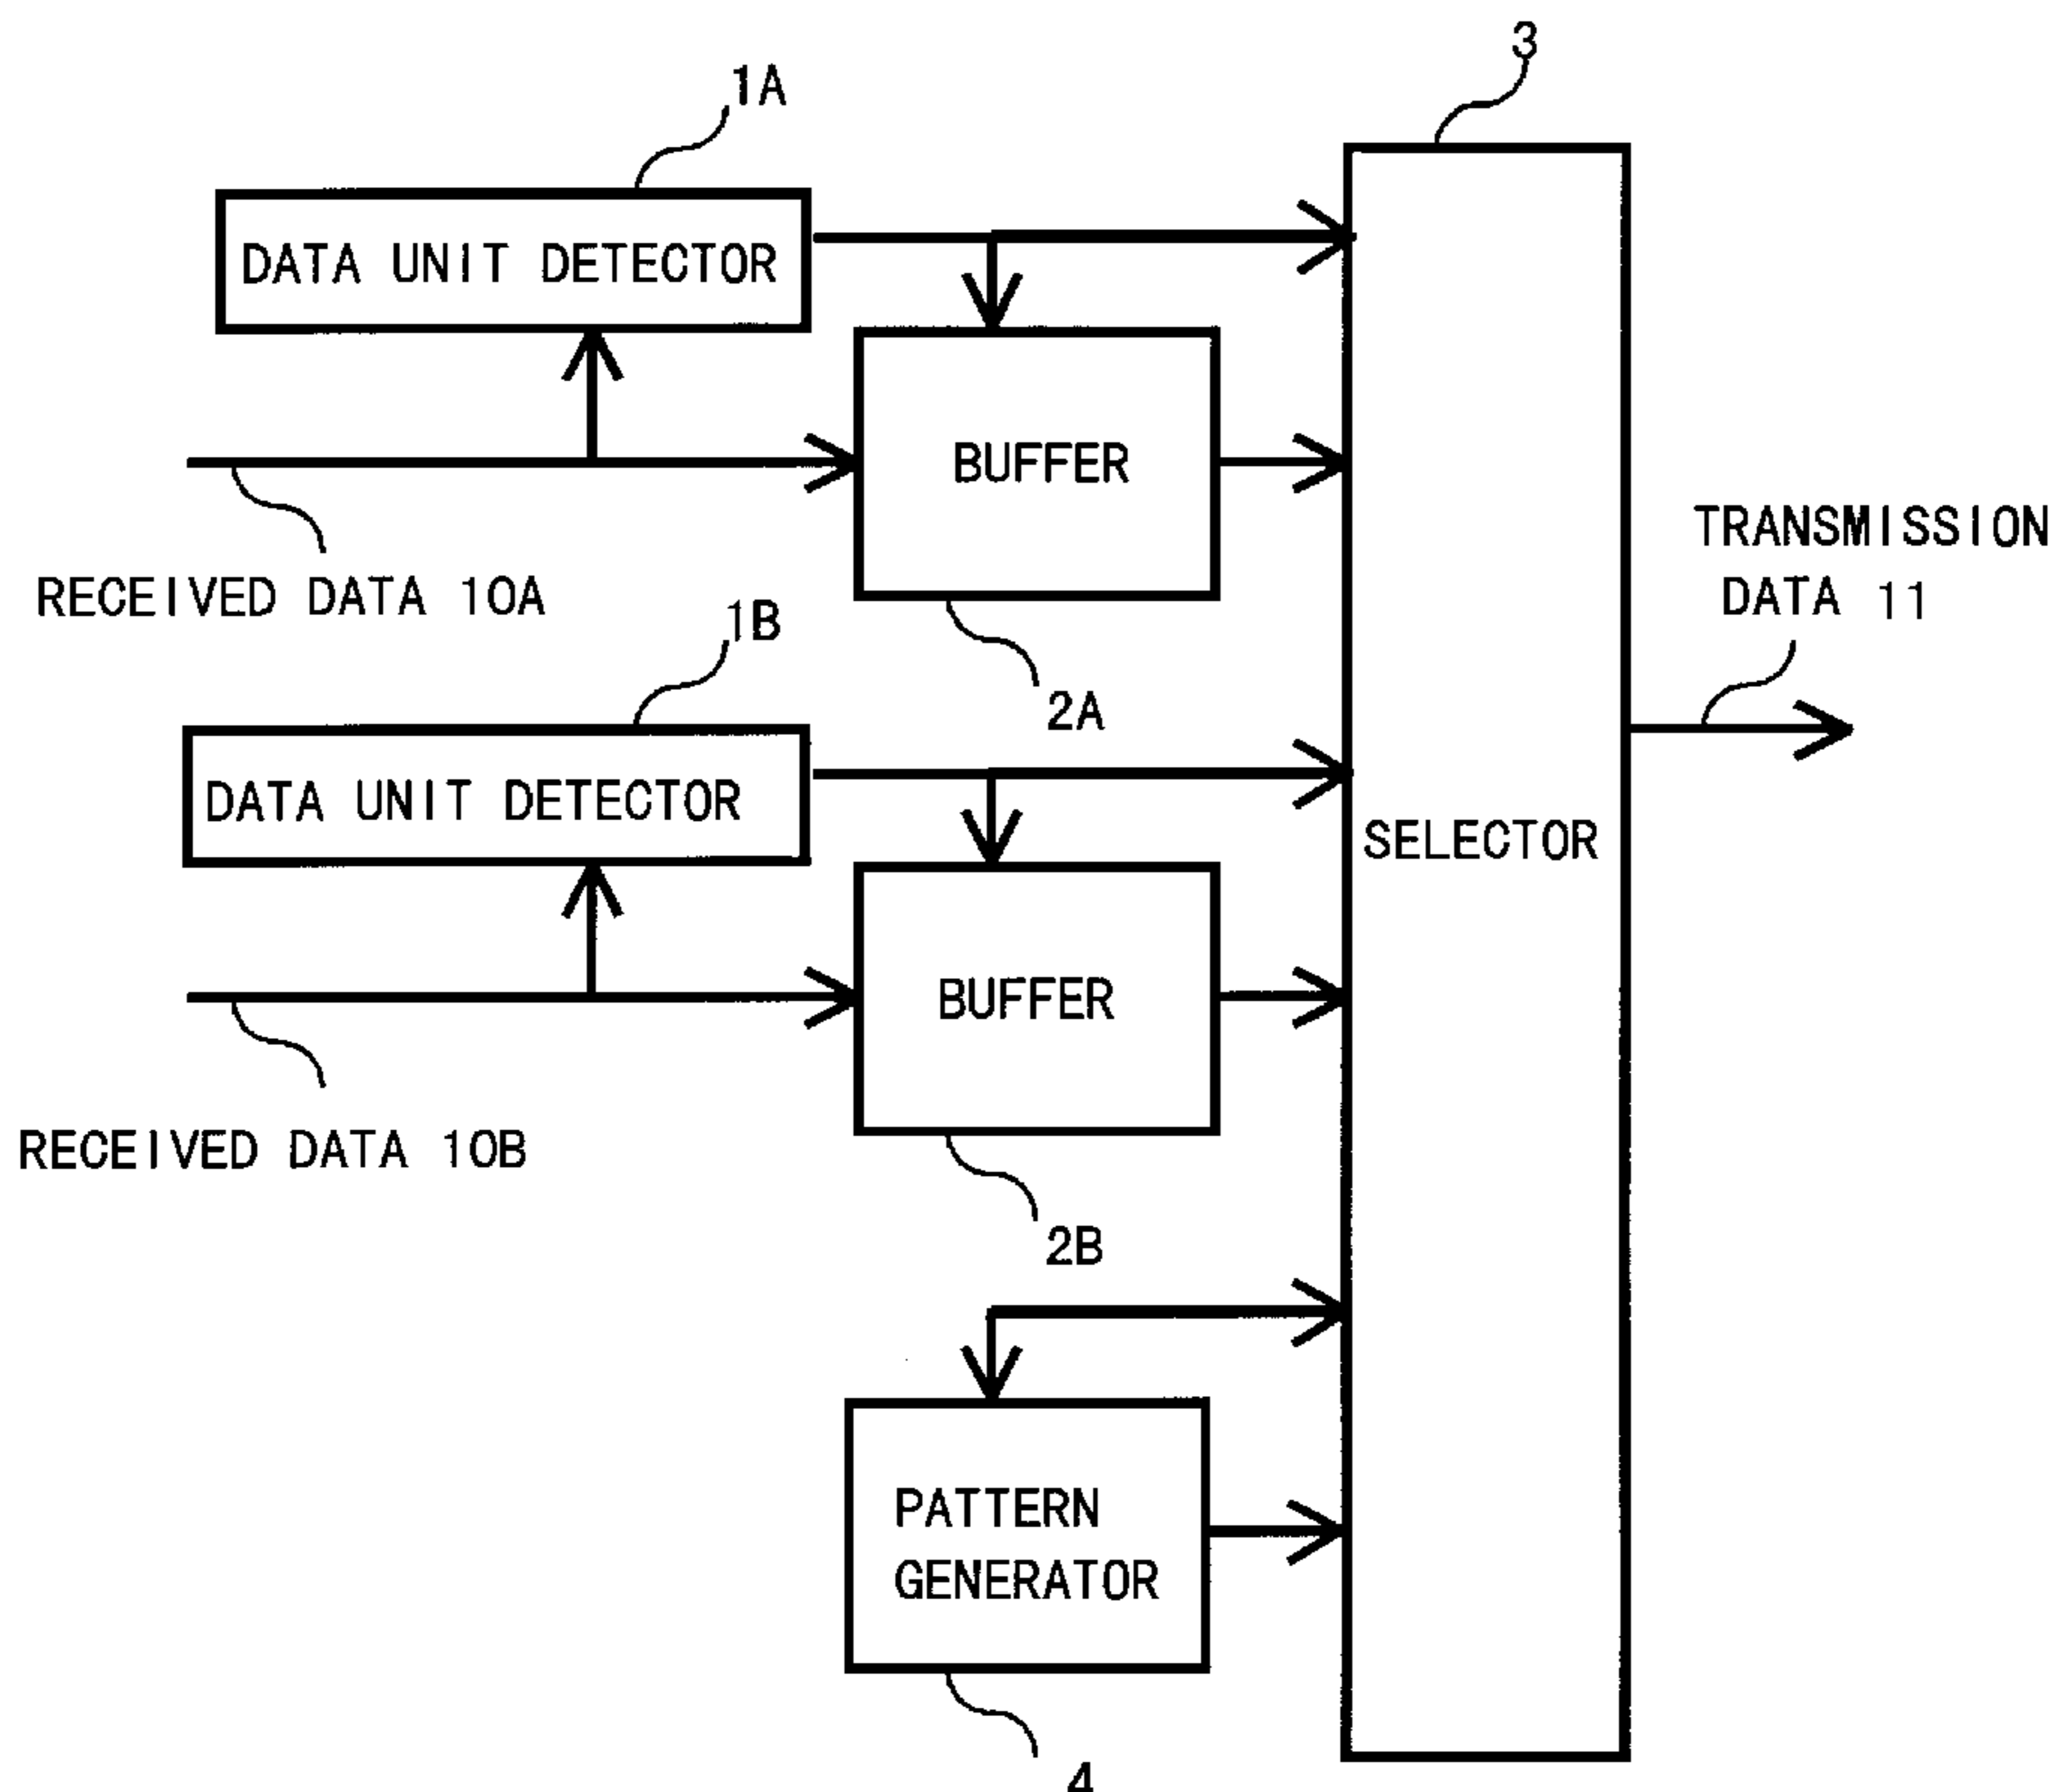 3
1A
DATA UNIT DETECTOR
BUFFER
TRANSMISSION
DATA 11
RECEIVED DATA 10A
1B
2A
DATA UNIT DETECTOR
SELECTOR
BUFFER
RECEIVED DATA 10B
2B
PATTERN
GENERATOR
4